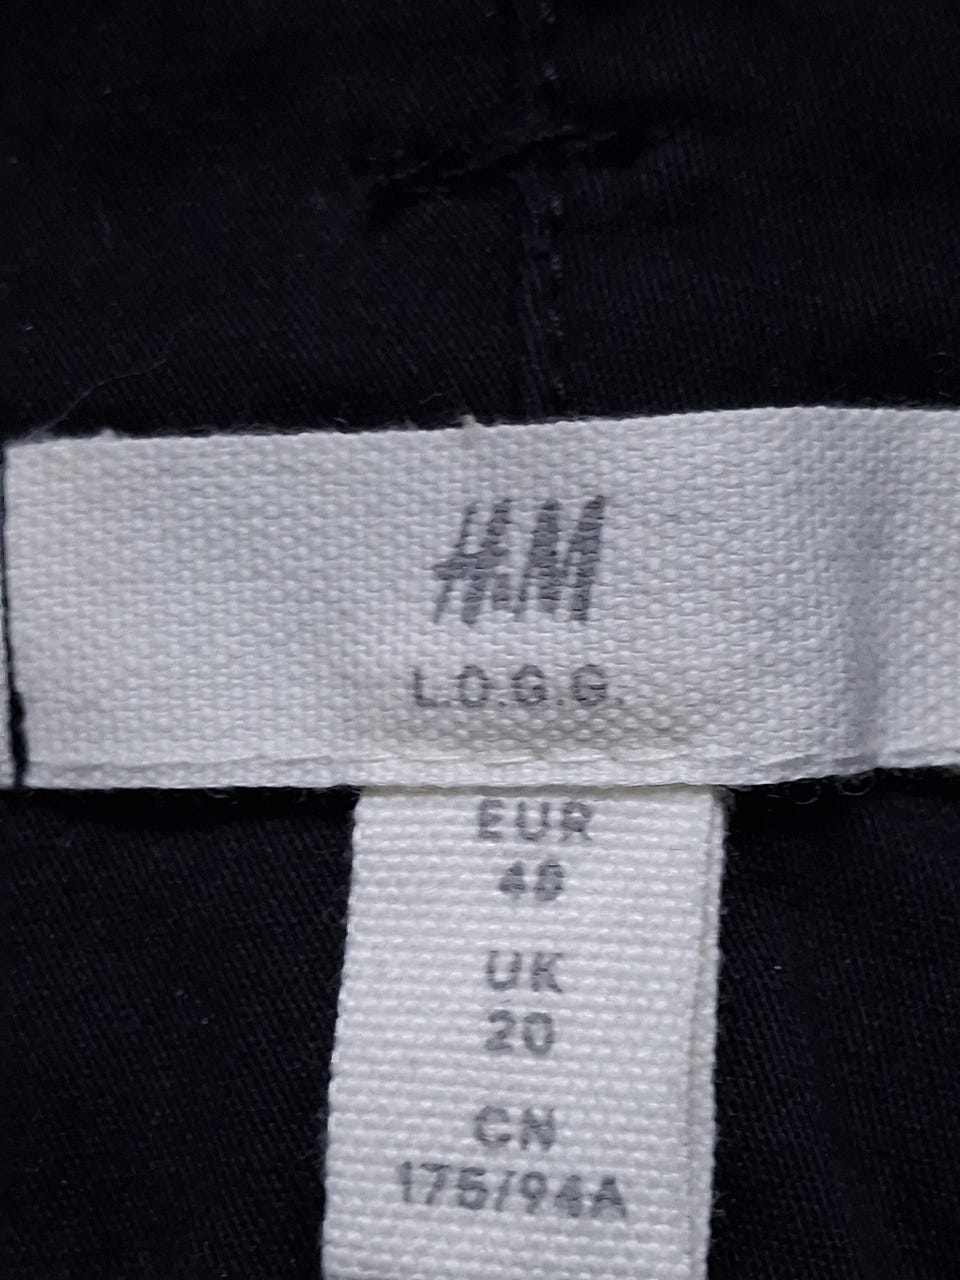 H&M
L.O.G.G.
EUR
48
UK
20
CN
175/94A